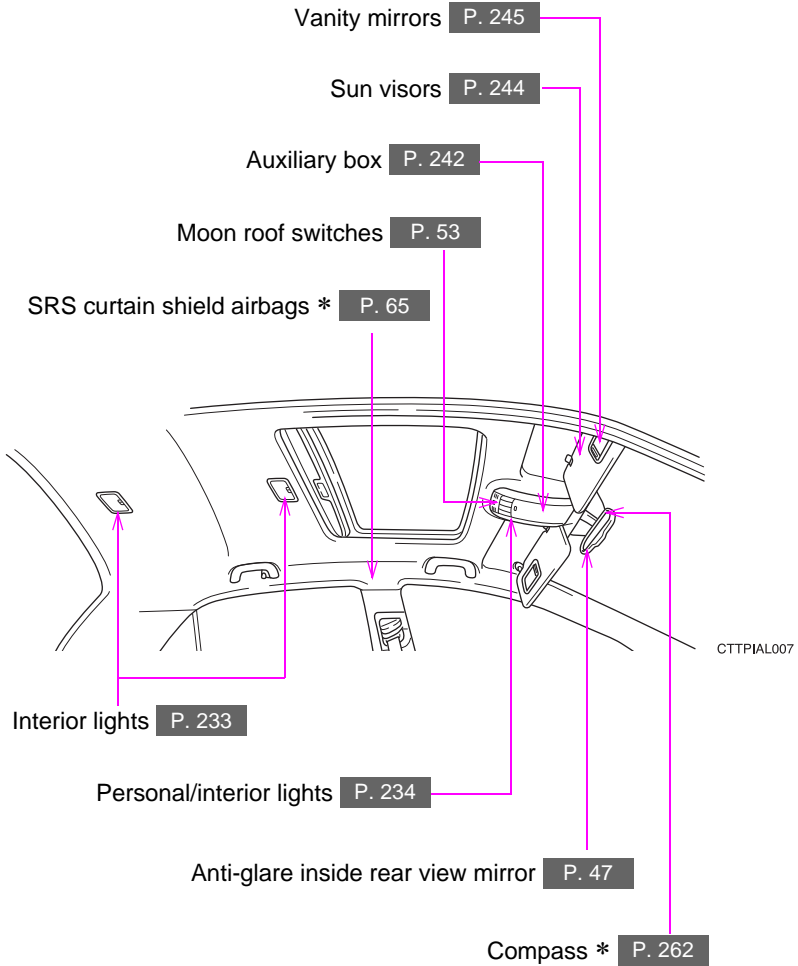 Vanity mirrors P. 245
Sun visors P. 244
Auxiliary box P. 242
Moon roof switches P. 53
SRS curtain shield airbags * P. 65
CTTPIAL007
Interior lights P. 233
Personal/interior lights P. 234
Anti-glare inside rear view mirror P. 47
Compass * P. 262